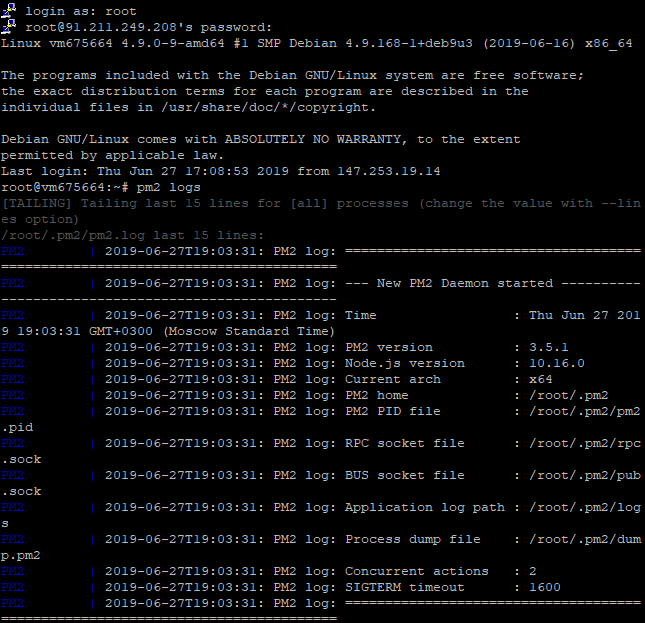 login as: root
root@91.211.249.208's password:
Linux vm675664 4.9.0-9-amd64 #1 SMP Debian 4.9.168-1+deb9u3 (2019-06-16) x86_64
The programs included with the Debian GNU/Linux system are free software;
the exact distribution terms for each program are described in the
individual files in /usr/share/doc/*/copyright.
Debian GNU/Linux comes with ABSOLUTELY NO WARRANTY, to the extent
permitted by applicable law.
Last login: Thu Jun 27 17:08:53 2019 from 147.253.19.14
root@vm675664:~# pm2 logs
[TAILING] Tailing last 15 lines for [all] processes (change the value with --lin
es option)
/root/.pm2/pm2.log last 15 lines:
PM2        | 2019-06-27T19:03:31: PM2 log: =====================================
==========================================
PM2        | 2019-06-27T19:03:31: PM2 log: --- New PM2 Daemon started ----------
------------------------------------------
PM2        | 2019-06-27T19:03:31: PM2 log: Time                 : Thu Jun 27 201
9 19:03:31 GMT+0300 (Moscow Standard Time)
PM2        | 2019-06-27T19:03:31: PM2 log: PM2 version          : 3.5.1
PM2        | 2019-06-27T19:03:31: PM2 log: Node.js version      : 10.16.0
PM2        | 2019-06-27T19:03:31: PM2 log: Current arch         : x64
PM2        | 2019-06-27T19:03:31: PM2 log: PM2 home             : /root/.pm2
PM2        | 2019-06-27T19:03:31: PM2 log: PM2 PID file         : /root/.pm2/pm2
.pid
PM2        | 2019-06-27T19:03:31: PM2 log: RPC socket file      : /root/.pm2/rpc
.sock
PM2        | 2019-06-27T19:03:31: PM2 log: BUS socket file      : /root/.pm2/pub
.sock
PM2        | 2019-06-27T19:03:31: PM2 log: Application log path : /root/.pm2/log
s
PM2        | 2019-06-27T19:03:31: PM2 log: Process dump file    : /root/.pm2/dum
p.pm2
PM2        | 2019-06-27T19:03:31: PM2 log: Concurrent actions   : 2
PM2        | 2019-06-27T19:03:31: PM2 log: SIGTERM timeout      : 1600
PM2        | 2019-06-27T19:03:31: PM2 log: =====================================
==========================================